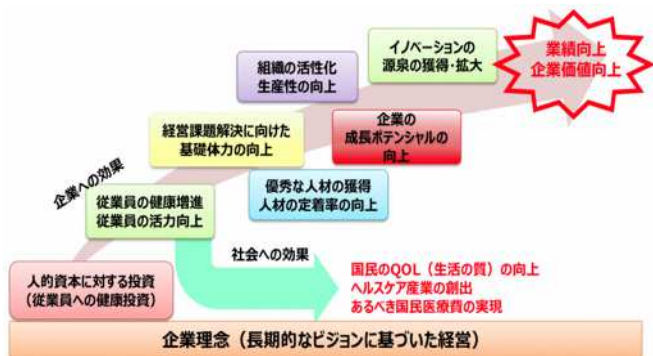 イノベーションの
源泉の獲得・拡大
業績向上
企業価値向上
組織の活性化
生産性の向上
経営課題解決に向けた
基礎体力の向上
企業の
成長ポテンシャルの
向上
企業への効果
従業員の健康増進
従業員の活力向上
優秀な人材の獲得
人材の定着率の向上
社会への効果
人的資本に対する投資
（従業員への健康投資）
国民のQOL（生活の質）の向上
ヘルスケア産業の創出
あるべき国民医療費の実現
企業理念（長期的なビジョンに基づいた経営）